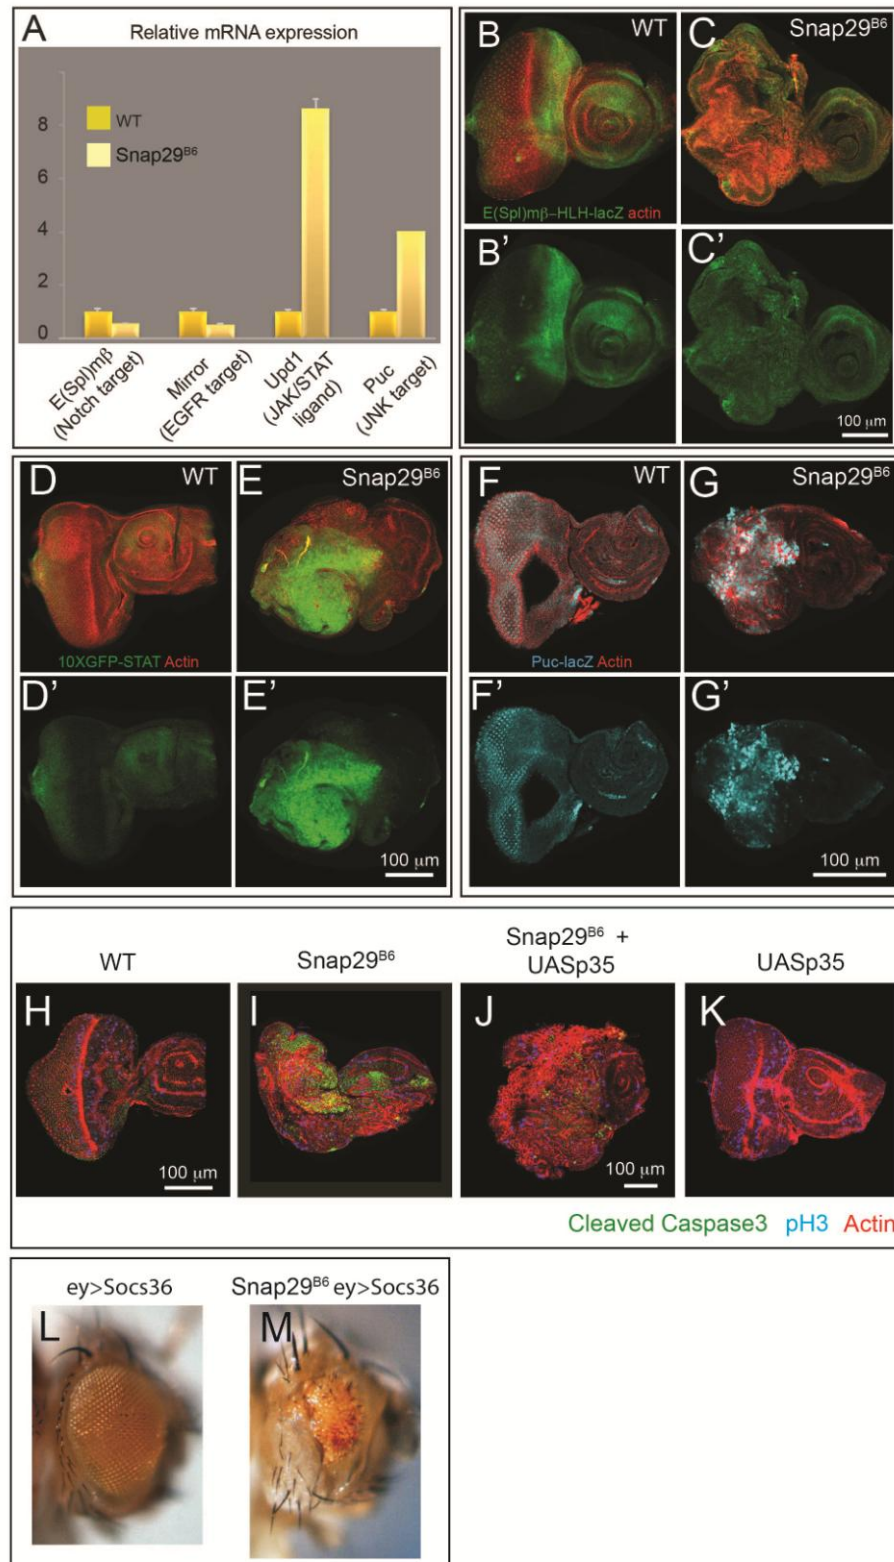 A
Relative mRNA expression
WT
Snap29ᴮ⁶
8
6
4
2
0
E(Spl)mβ
(Notch target)
Mirror
(EGFR target)
Upd1
(JAK/STAT
ligand)
Puc
(JNK target)
B WT
C Snap29ᴮ⁶
E(Spl)mβ–HLH-lacZ actin
B'
C'
100 μm
D WT
E Snap29ᴮ⁶
10XGFP-STAT Actin
D'
E'
100 μm
F WT
G Snap29ᴮ⁶
Puc-lacZ Actin
F'
G'
100 μm
WT
Snap29ᴮ⁶
Snap29ᴮ⁶ +
UASp35
UASp35
H
I
J
K
100 μm
100 μm
Cleaved Caspase3 pH3 Actin
ey>Socs36
Snap29ᴮ⁶ ey>Socs36
L
M